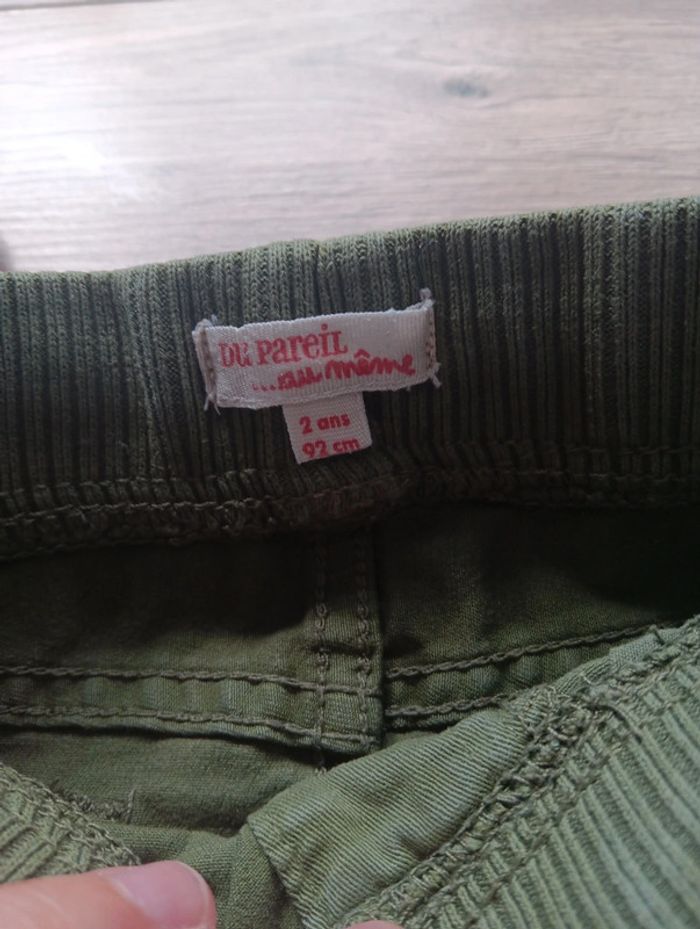 DU PareiL
...au même
2 ans
92 cm